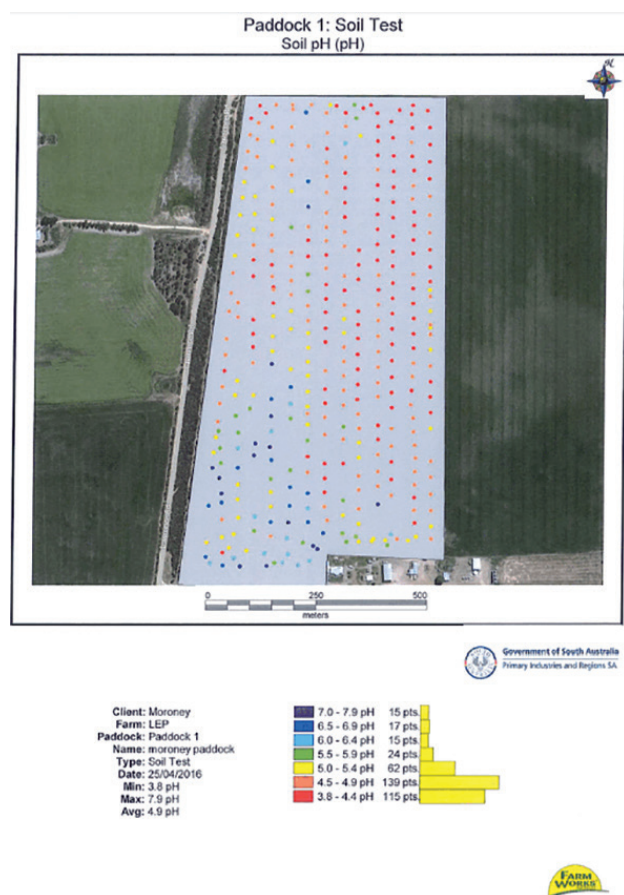 Paddock 1: Soil Test
Soil pH (pH)
N
0 250 500
meters
Government of South Australia
Primary Industries and Regions SA
Client: Moroney
Farm: LEP
Paddock: Paddock 1
Name: moroney paddock
Type: Soil Test
Date: 25/04/2016
Min: 3.8 pH
Max: 7.9 pH
Avg: 4.9 pH
7.0 - 7.9 pH 15 pts.
6.5 - 6.9 pH 17 pts.
6.0 - 6.4 pH 15 pts.
5.5 - 5.9 pH 24 pts.
5.0 - 5.4 pH 62 pts.
4.5 - 4.9 pH 139 pts.
3.8 - 4.4 pH 115 pts.
FARM
WORKS